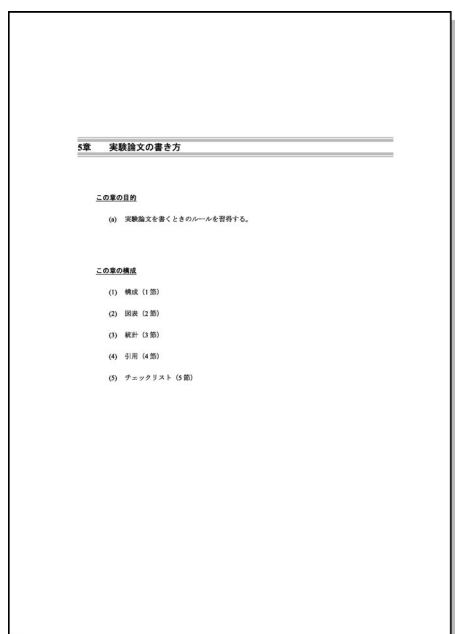 5章 実験論文の書き方
この章の目的
(a) 実験論文を書くときのルールを習得する。
この章の構成
(1) 構成（1 節）
(2) 図表（2 節）
(3) 統計（3 節）
(4) 引用（4 節）
(5) チェックリスト（5 節）